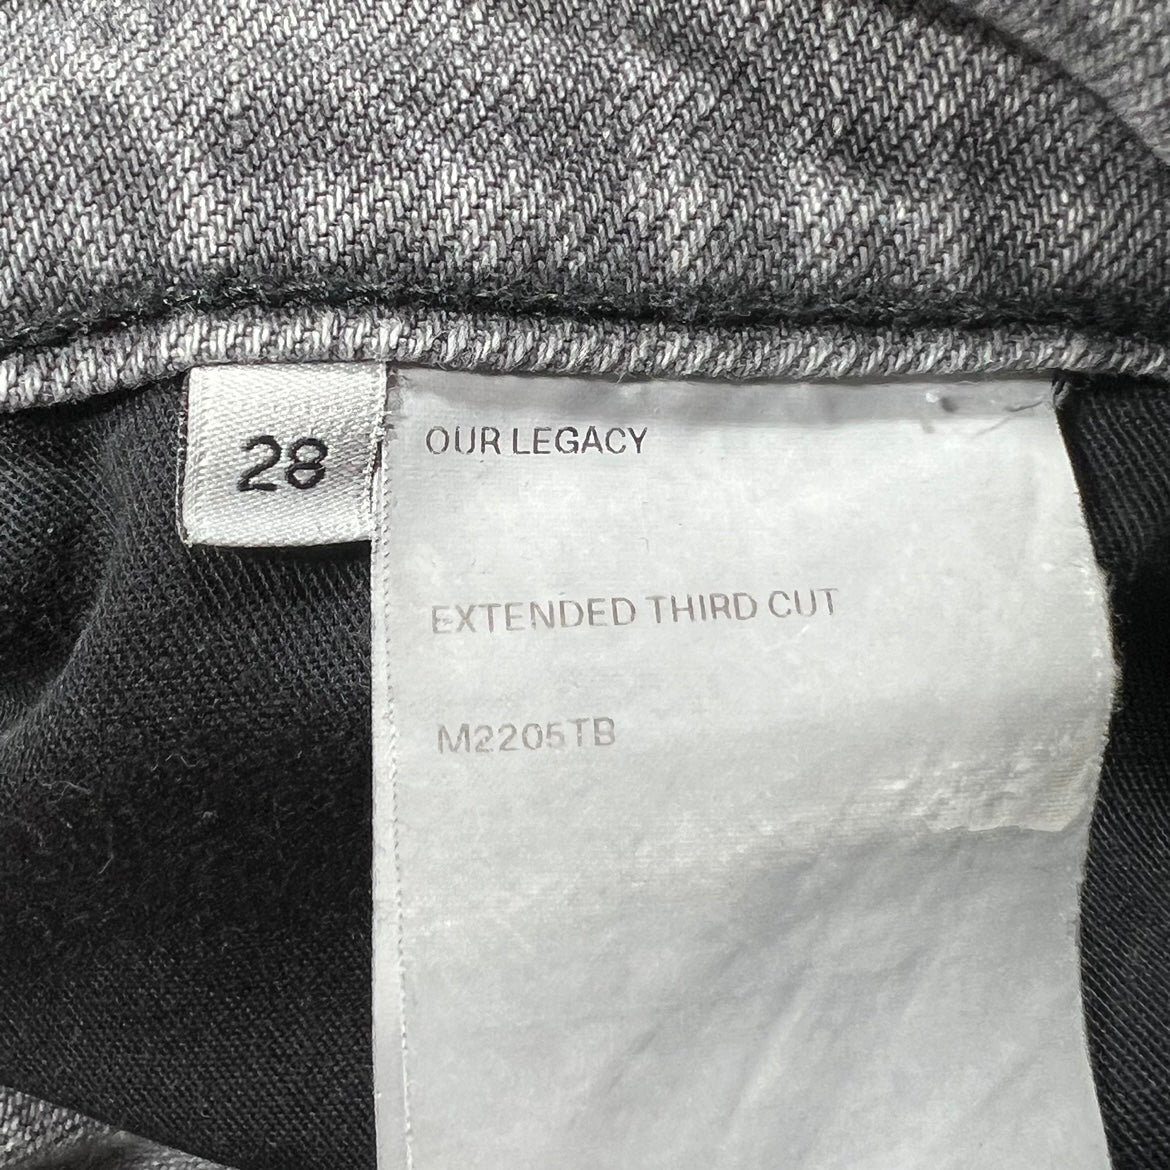 28
OUR LEGACY
EXTENDED THIRD CUT
M2205TB